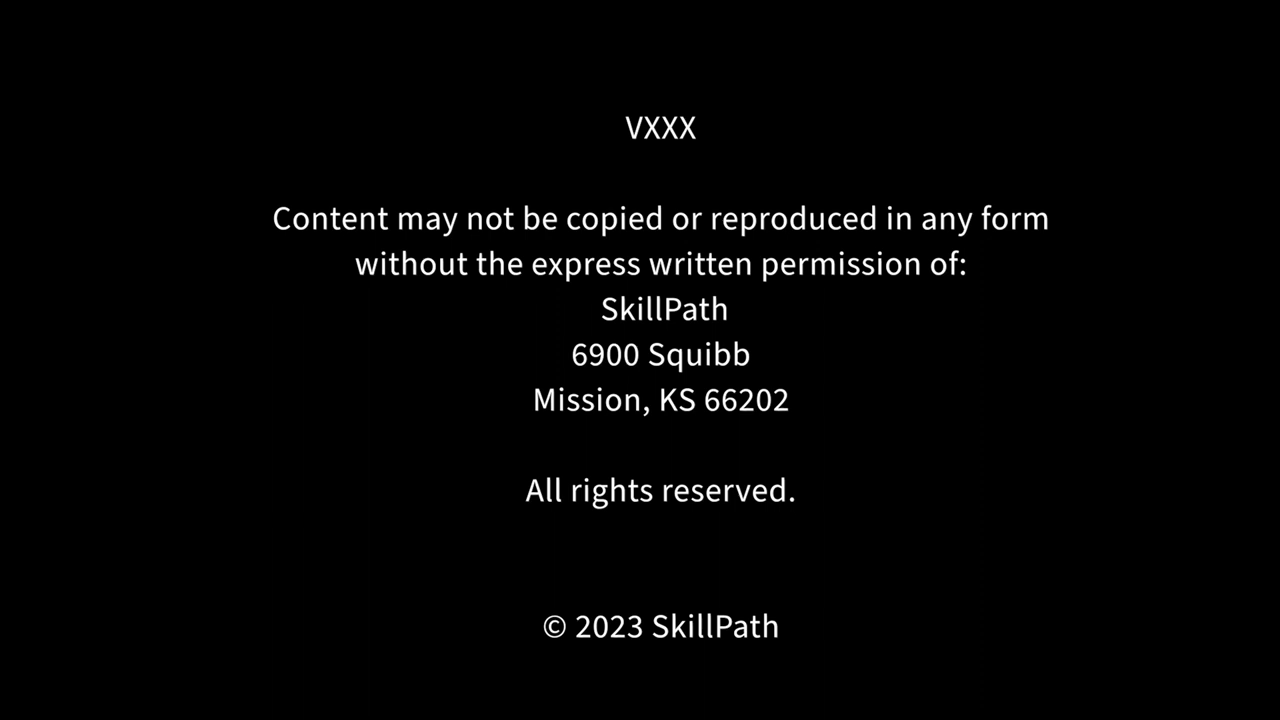 VXXX
Content may not be copied or reproduced in any form
without the express written permission of:
SkillPath
6900 Squibb
Mission, KS 66202
All rights reserved.
© 2023 SkillPath